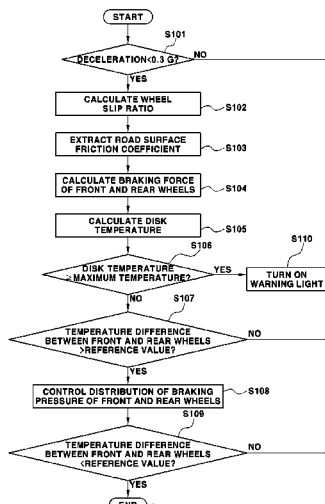 START
S101
DECELERATION<0.3 G?
NO
YES
CALCULATE WHEEL
SLIP RATIO
S102
EXTRACT ROAD SURFACE
FRICTION COEFFICIENT
S103
CALCULATE BRAKING FORCE
OF FRONT AND REAR WHEELS
S104
CALCULATE DISK
TEMPERATURE
S105
S106
DISK TEMPERATURE
≥MAXIMUM TEMPERATURE?
YES
S110
TURN ON
WARNING LIGHT
NO
S107
TEMPERATURE DIFFERENCE
BETWEEN FRONT AND REAR WHEELS
>REFERENCE VALUE?
NO
YES
CONTROL DISTRIBUTION OF BRAKING
PRESSURE OF FRONT AND REAR WHEELS
S108
S109
TEMPERATURE DIFFERENCE
BETWEEN FRONT AND REAR WHEELS
<REFERENCE VALUE?
NO
YES
END